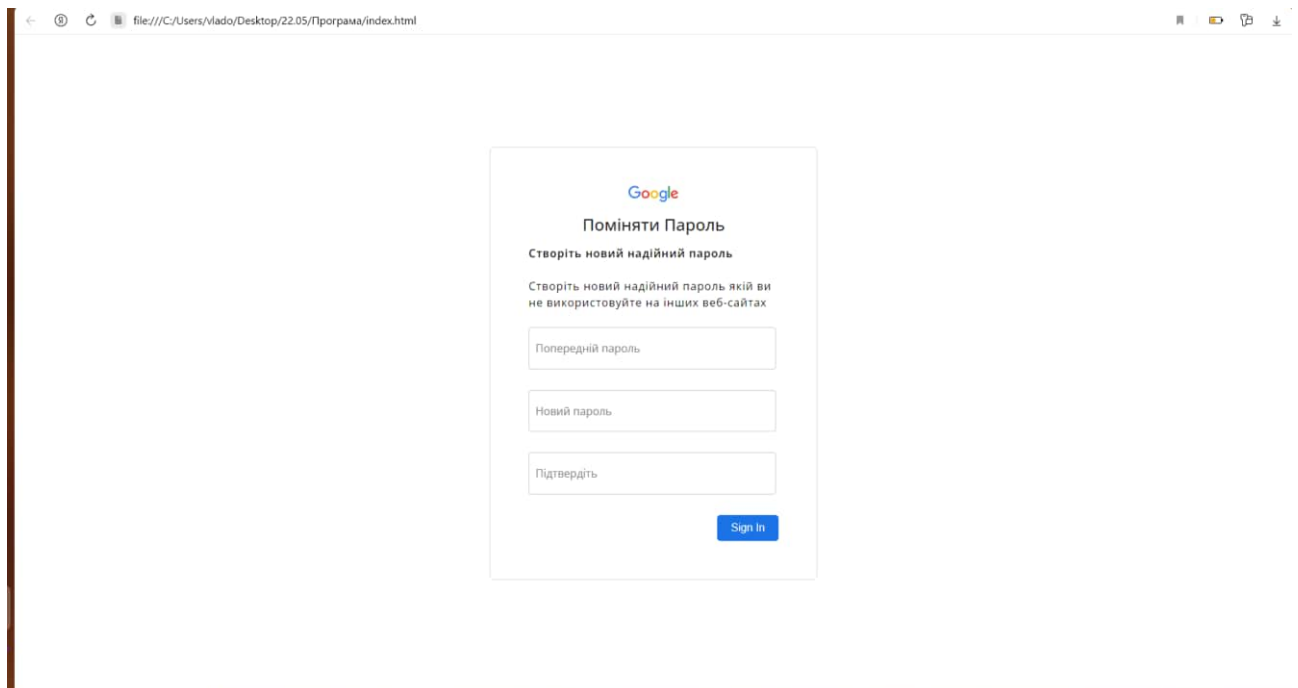 file:///C:/Users/vlado/Desktop/22.05/Програма/index.html
Google
Поміняти Пароль
Створіть новий надійний пароль
Створіть новий надійний пароль якій ви
не використовуйте на інших веб-сайтах
Попередній пароль
Новий пароль
Підтвердіть
Sign In